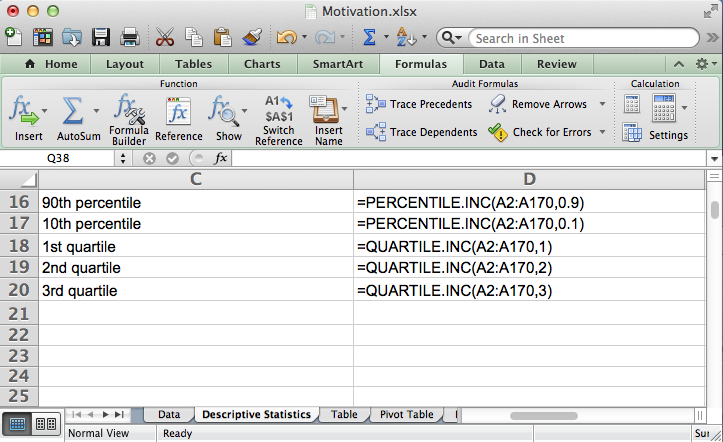 Motivation.xlsx
Search in Sheet
Home Layout Tables Charts SmartArt Formulas Data Review
Function Audit Formulas Calculation
fx Σ fx fx fx A1 $A$1
Insert AutoSum Formula Builder Reference Show Switch Reference Insert Name
Trace Precedents Remove Arrows
Trace Dependents Check for Errors Settings
Q38 fx
C D
16 90th percentile =PERCENTILE.INC(A2:A170,0.9)
17 10th percentile =PERCENTILE.INC(A2:A170,0.1)
18 1st quartile =QUARTILE.INC(A2:A170,1)
19 2nd quartile =QUARTILE.INC(A2:A170,2)
20 3rd quartile =QUARTILE.INC(A2:A170,3)
21
22
23
24
25
Data Descriptive Statistics Table Pivot Table
Normal View Ready